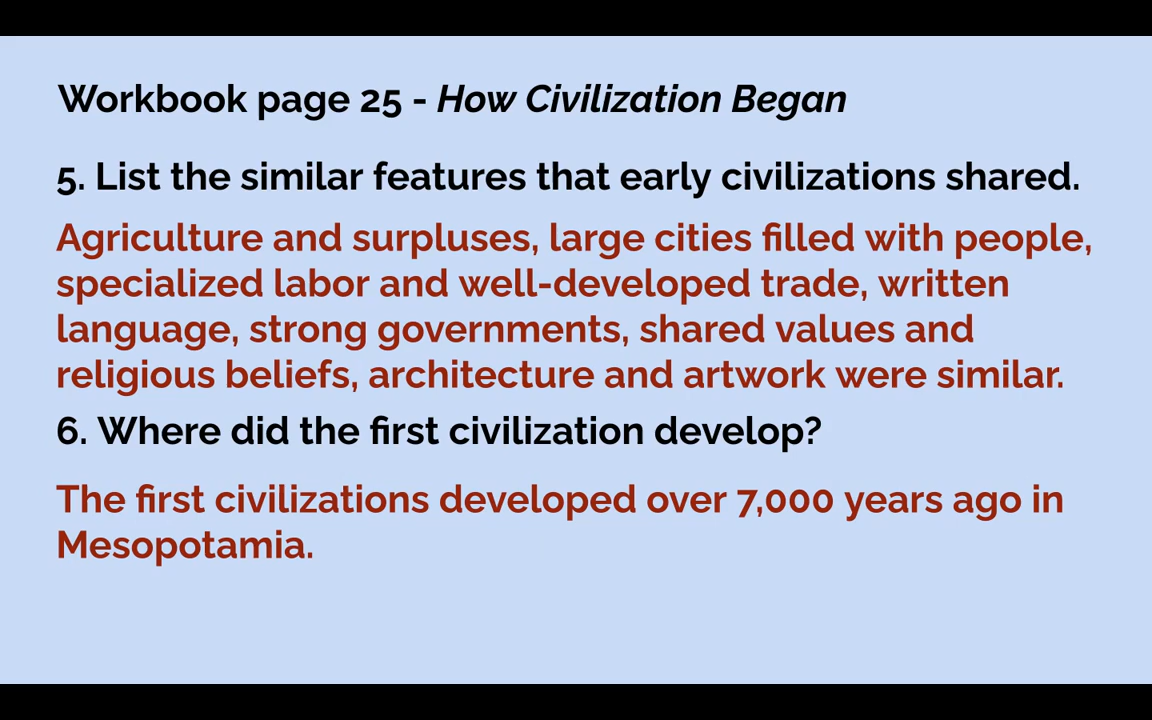 Workbook page 25 - How Civilization Began
5. List the similar features that early civilizations shared.
Agriculture and surpluses, large cities filled with people,
specialized labor and well-developed trade, written
language, strong governments, shared values and
religious beliefs, architecture and artwork were similar.
6. Where did the first civilization develop?
The first civilizations developed over 7,000 years ago in
Mesopotamia.